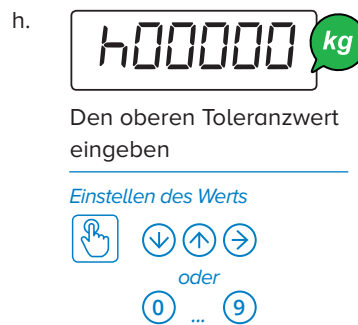 h.
h00000
kg
Den oberen Toleranzwert
eingeben
Einstellen des Werts
oder
0 ... 9